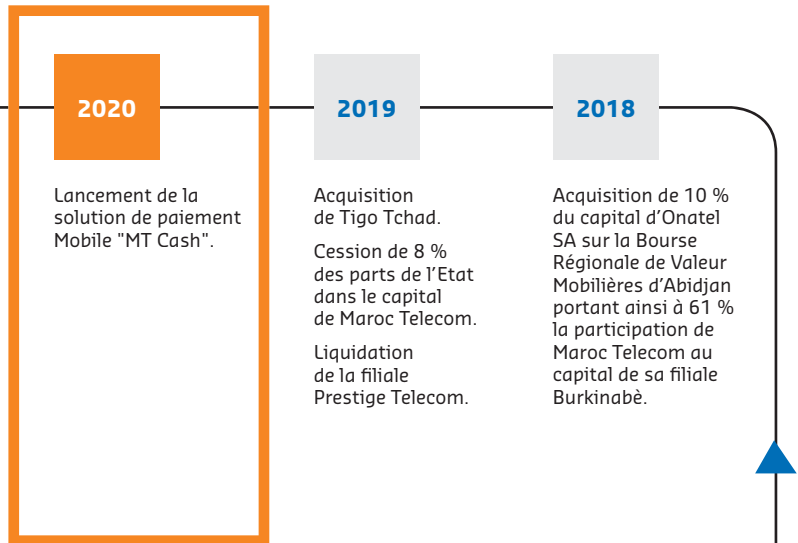 2020
Lancement de la
solution de paiement
Mobile "MT Cash".
2019
Acquisition
de Tigo Tchad.
Cession de 8 %
des parts de l'Etat
dans le capital
de Maroc Telecom.
Liquidation
de la filiale
Prestige Telecom.
2018
Acquisition de 10 %
du capital d'Onatel
SA sur la Bourse
Régionale de Valeur
Mobilières d'Abidjan
portant ainsi à 61 %
la participation de
Maroc Telecom au
capital de sa filiale
Burkinabè.